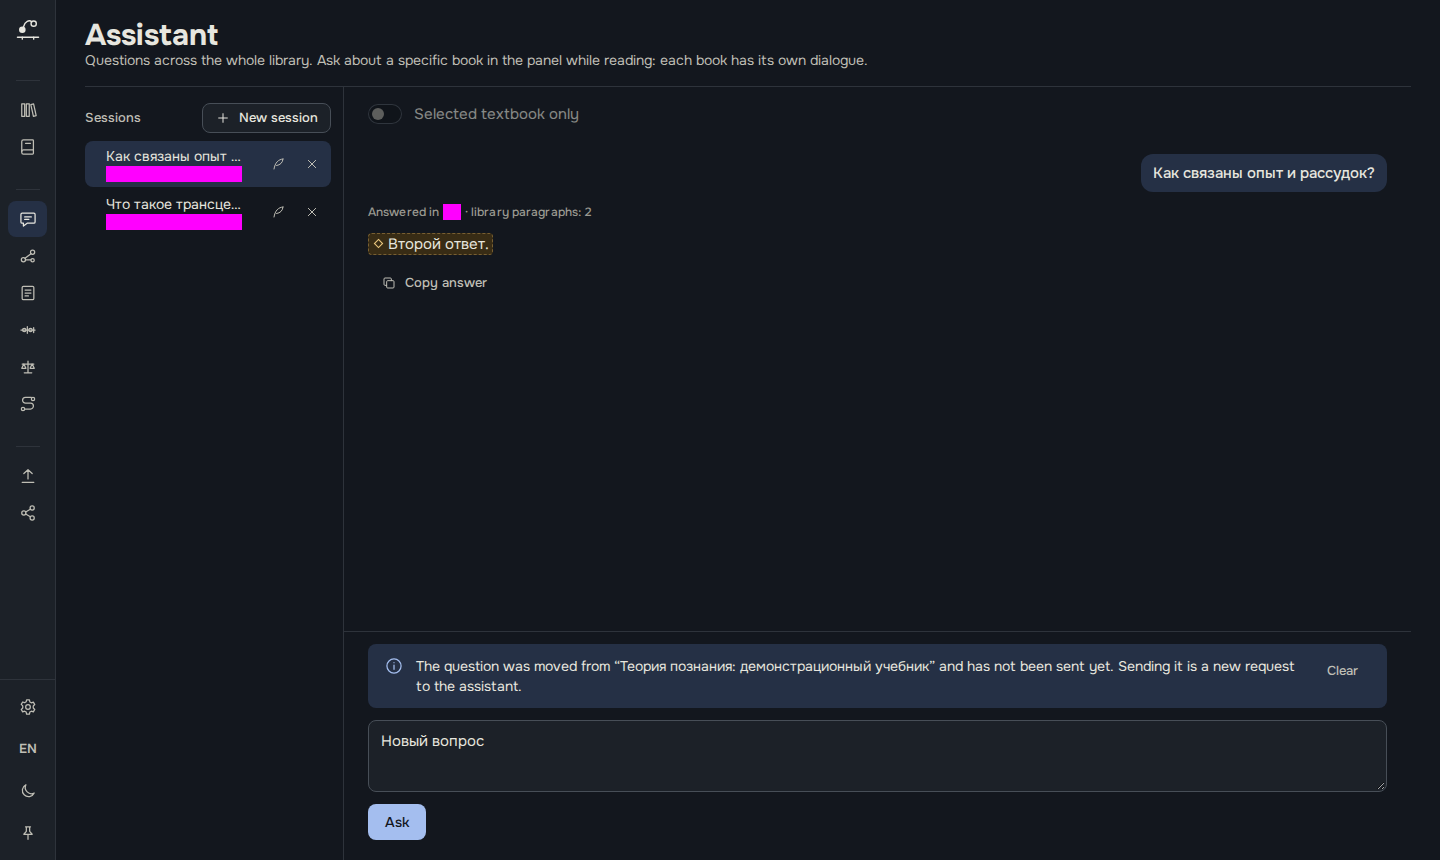 Assistant
Questions across the whole library. Ask about a specific book in the panel while reading: each book has its own dialogue.
Sessions
New session
Как связаны опыт ...
Что такое трансце...
Selected textbook only
Как связаны опыт и рассудок?
Answered in · library paragraphs: 2
Второй ответ.
Copy answer
The question was moved from “Теория познания: демонстрационный учебник” and has not been sent yet. Sending it is a new request
to the assistant.
Clear
Новый вопрос
Ask
EN